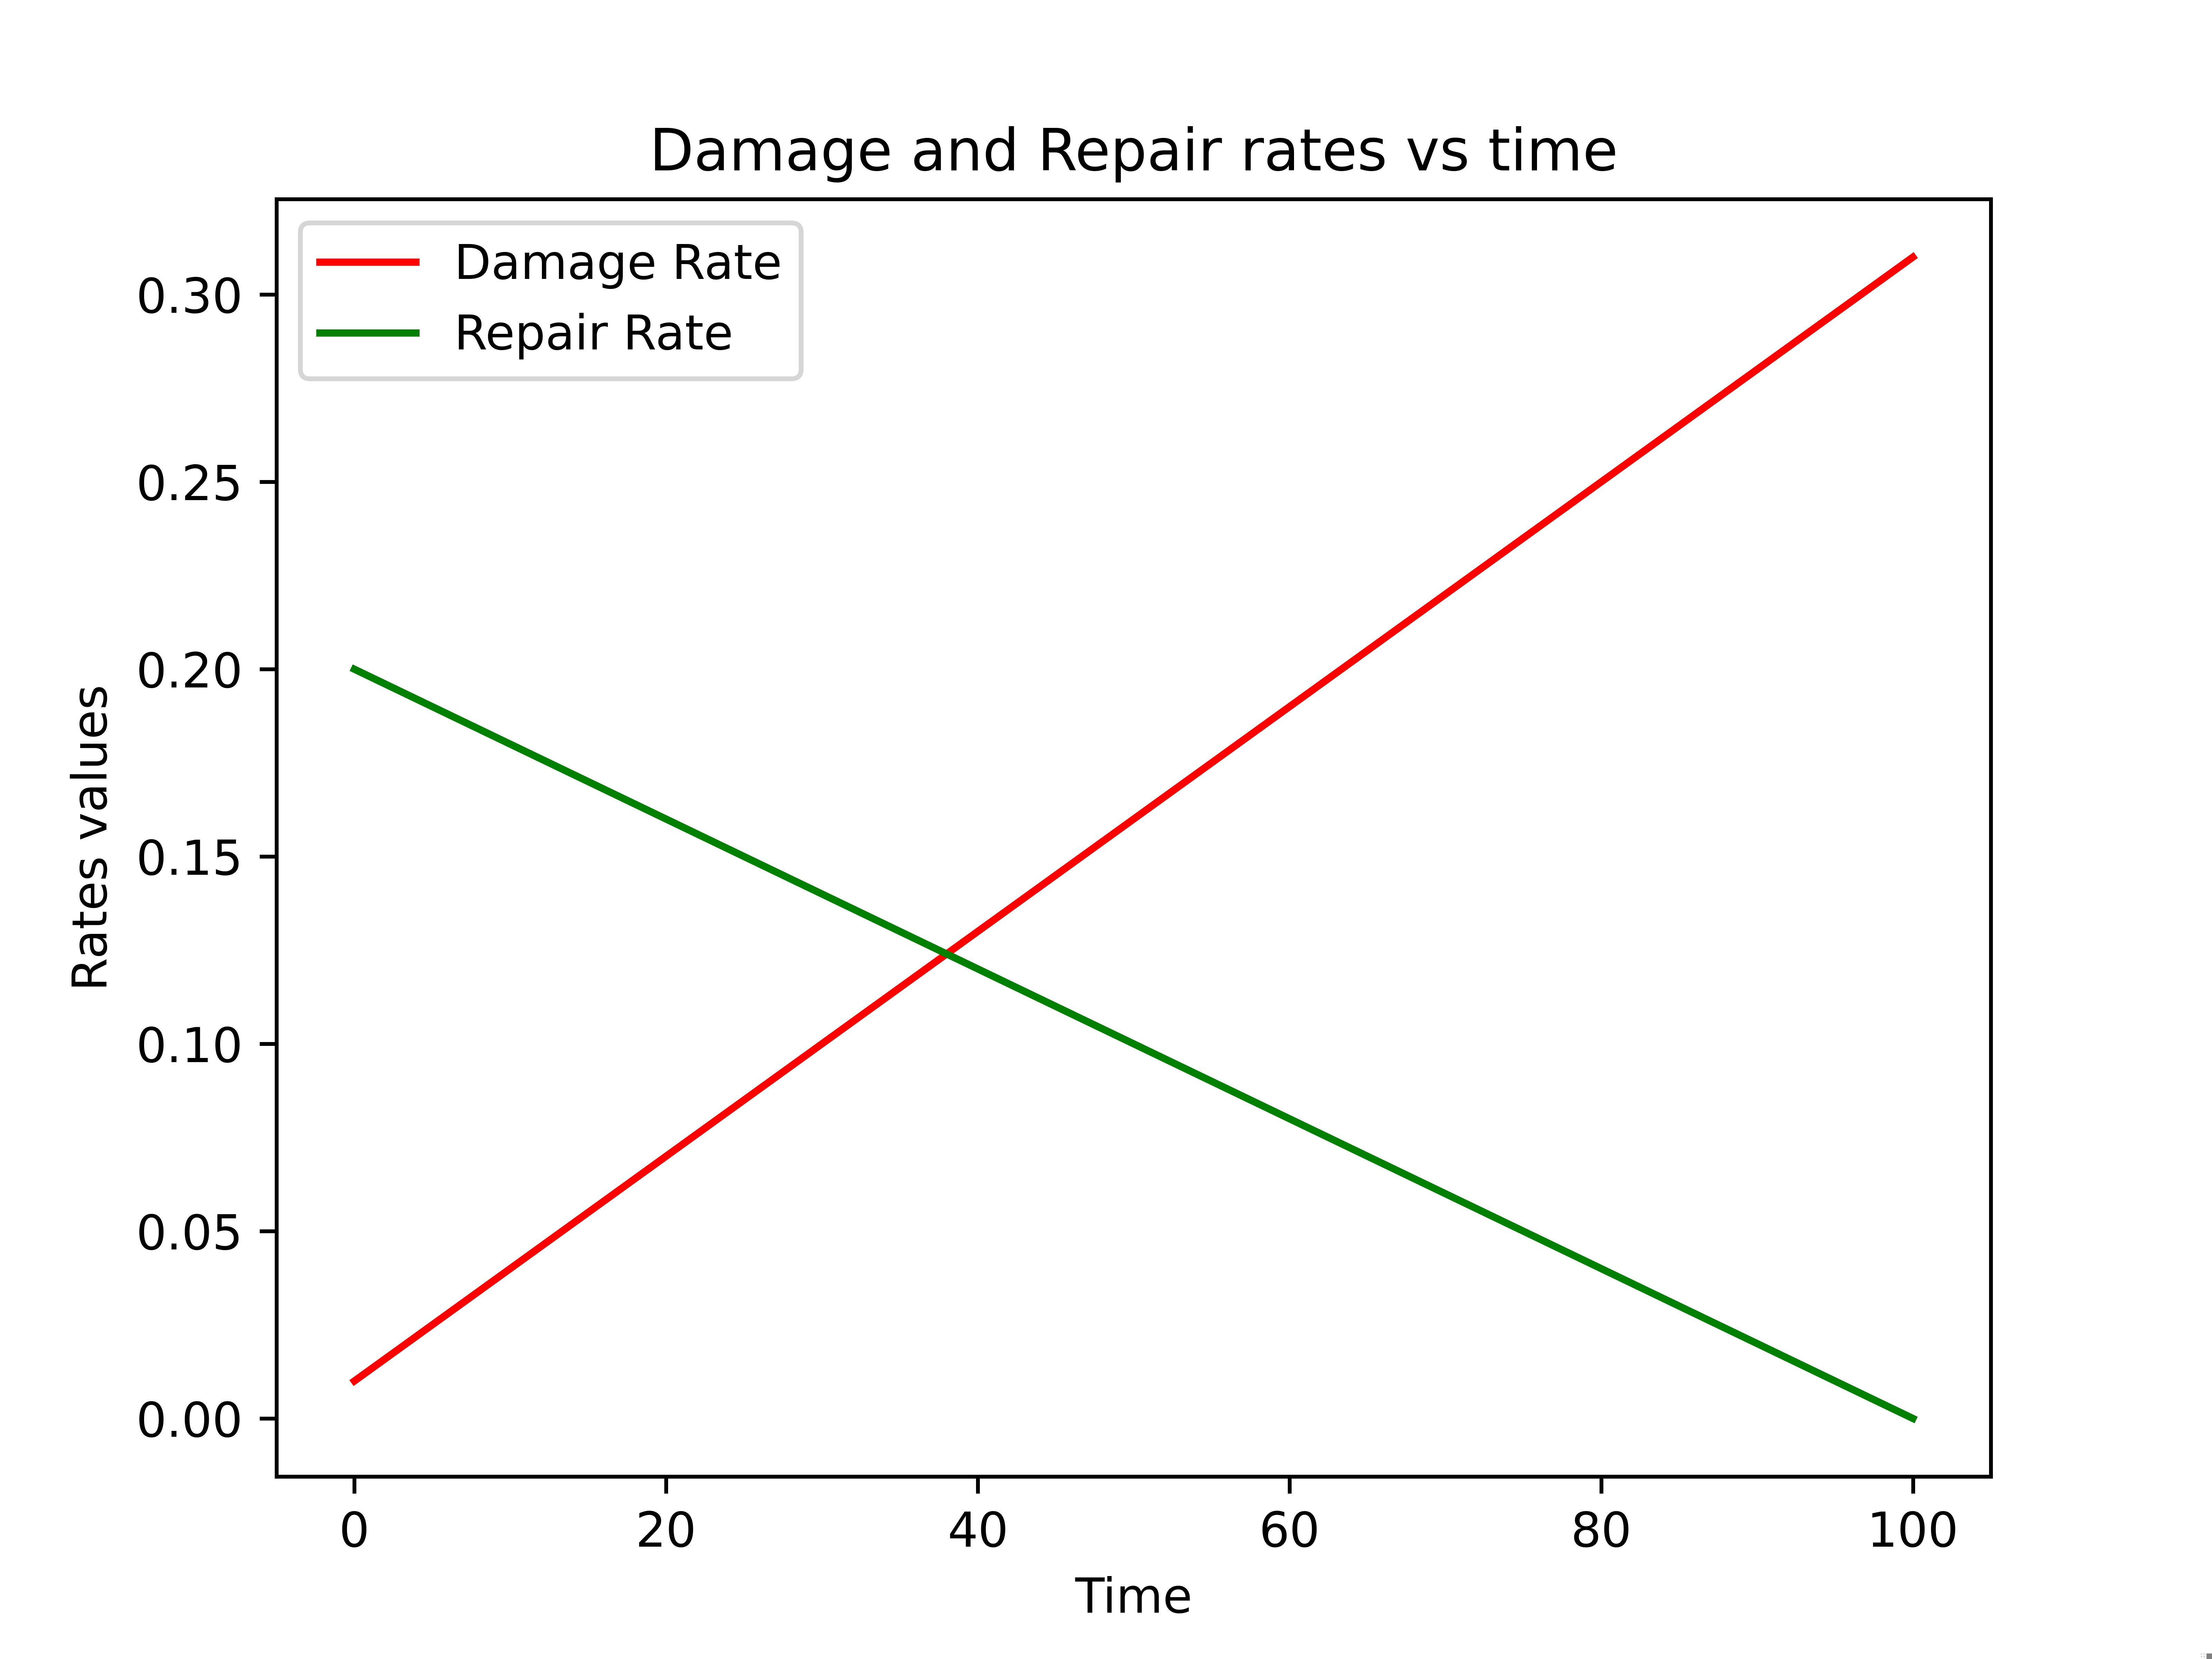 Damage and Repair rates vs time
Damage Rate
Repair Rate
0.30
0.25
0.20
0.15
0.10
0.05
0.00
Rates values
0 20 40 60 80 100
Time